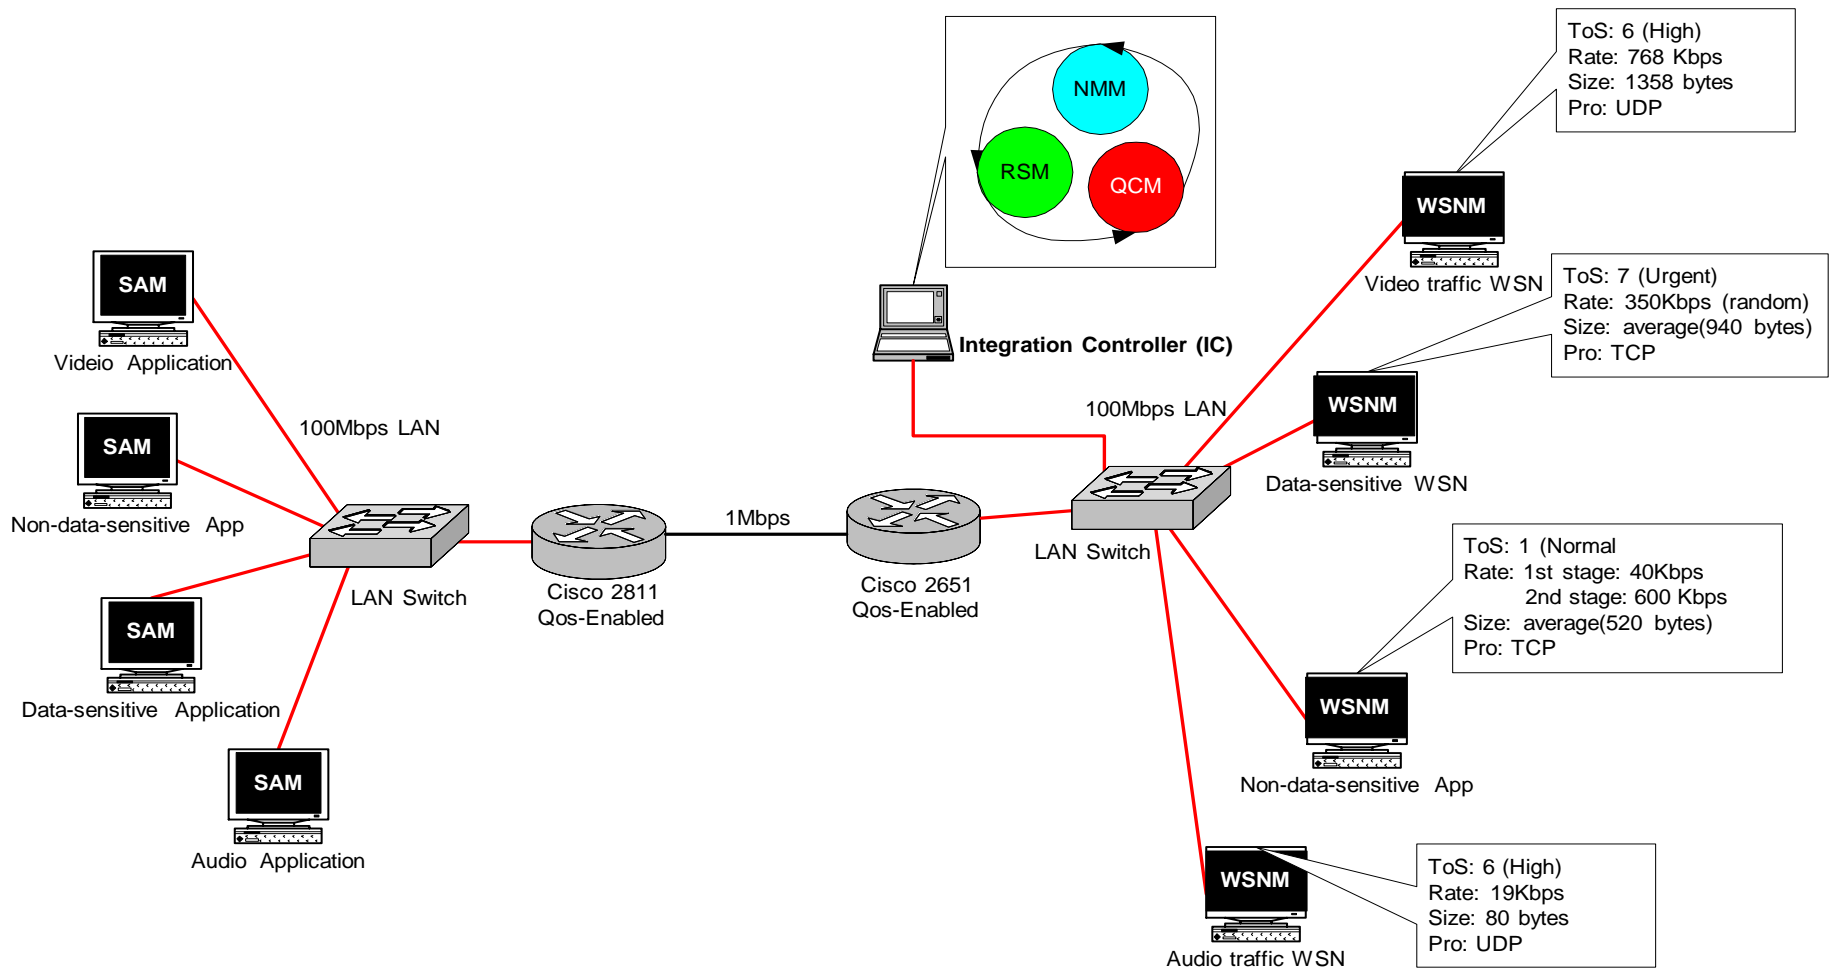 ToS: 6 (High)
Rate: 768 Kbps
Size: 1358 bytes
Pro: UDP
NMM
RSM
QCM
WSNM
Video traffic WSN
SAM
Videio Application
ToS: 7 (Urgent)
Rate: 350Kbps (random)
Size: average(940 bytes)
Pro: TCP
Integration Controller (IC)
100Mbps LAN
WSNM
Data-sensitive WSN
SAM
Non-data-sensitive App
100Mbps LAN
1Mbps
LAN Switch
Cisco 2811
Qos-Enabled
Cisco 2651
Qos-Enabled
LAN Switch
ToS: 1 (Normal
Rate: 1st stage: 40Kbps
2nd stage: 600 Kbps
Size: average(520 bytes)
Pro: TCP
SAM
Data-sensitive Application
WSNM
Non-data-sensitive App
SAM
Audio Application
WSNM
Audio traffic WSN
ToS: 6 (High)
Rate: 19Kbps
Size: 80 bytes
Pro: UDP